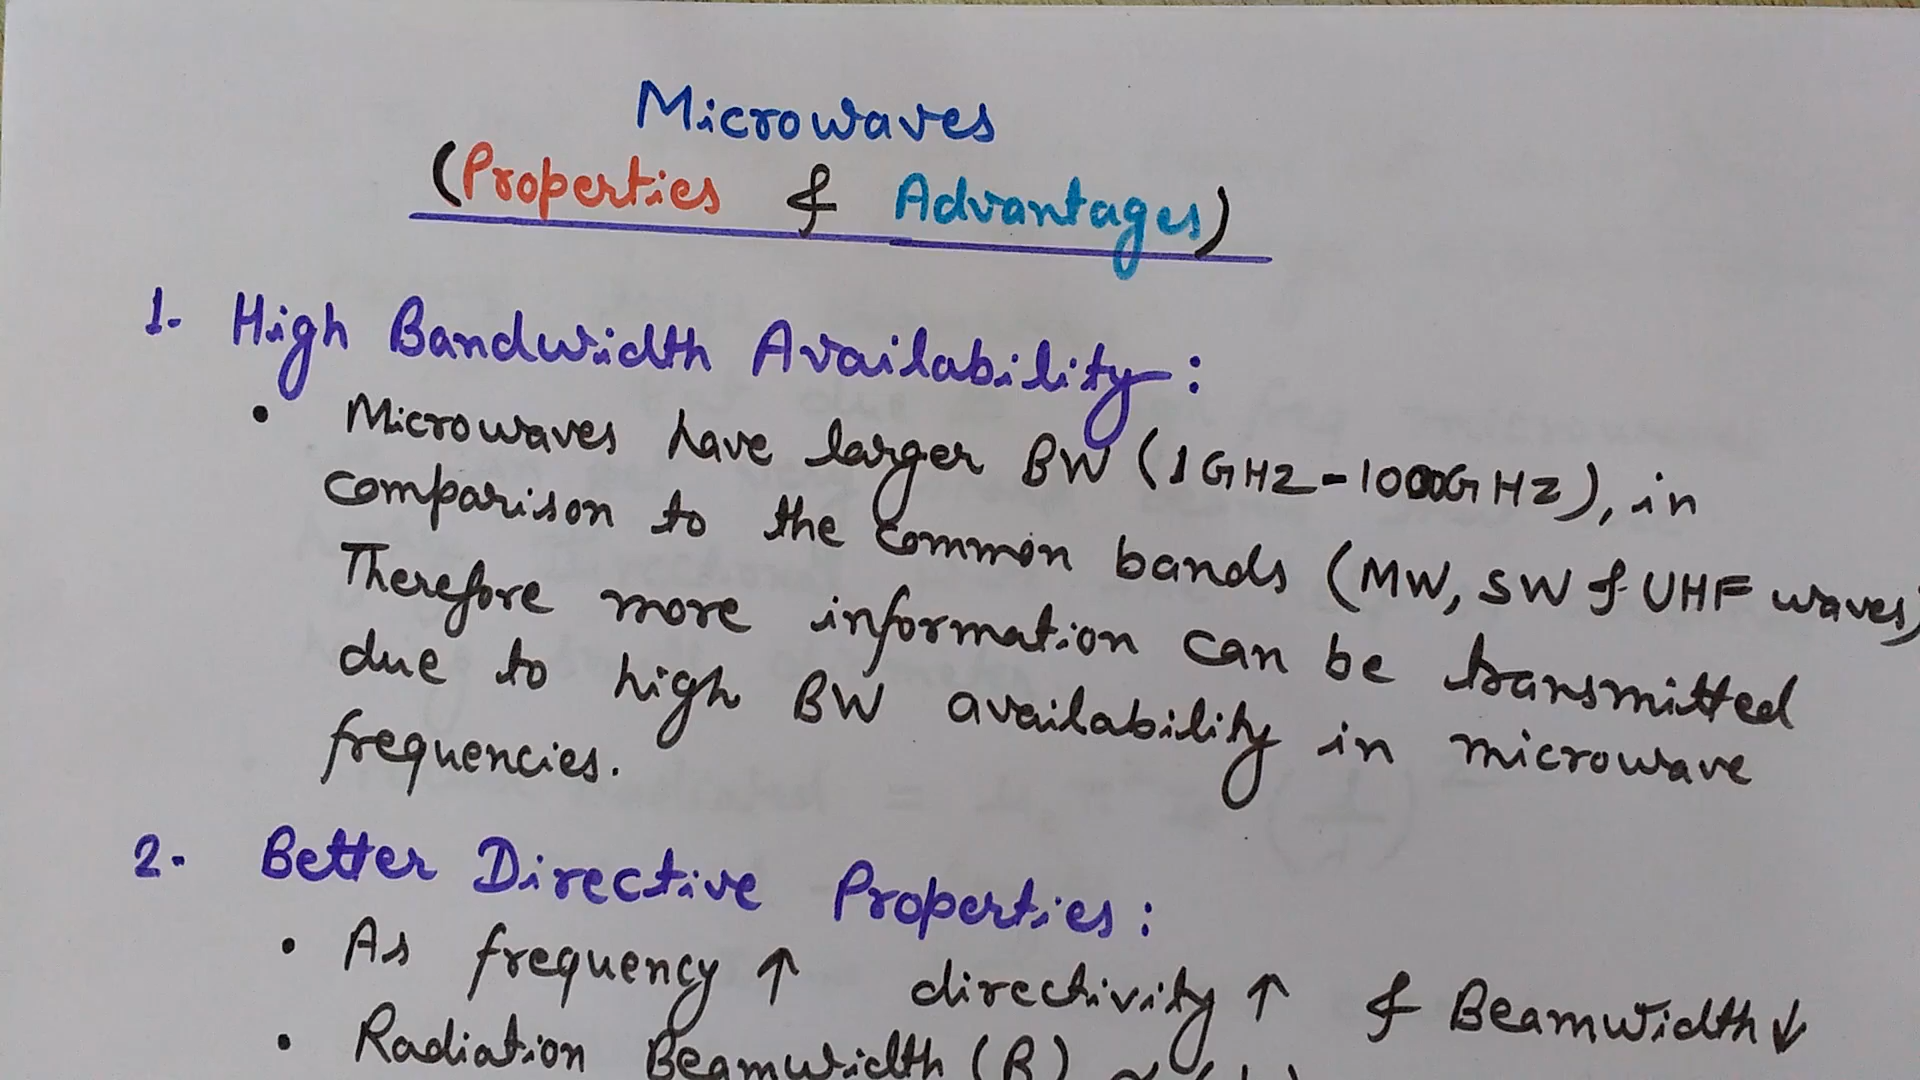 Microwaves
(Properties & Advantages)
1. High Bandwidth Availability:
• Microwaves have larger BW (1GHz-1000GHz), in
comparison to the common bands (MW, SW & UHF waves)
Therefore more information can be transmitted
due to high BW availability in microwave
frequencies.
2. Better Directive Properties:
• As frequency ↑ directivity ↑ & Beamwidth ↓
• Radiation Beamwidth (B)